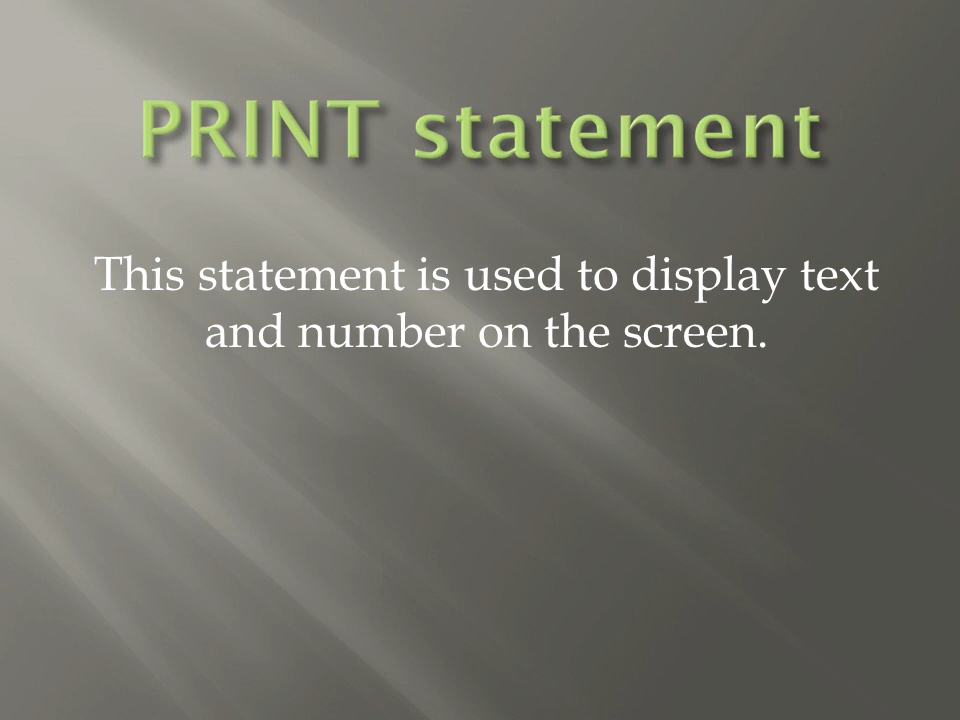 PRINT statement
This statement is used to display text
and number on the screen.